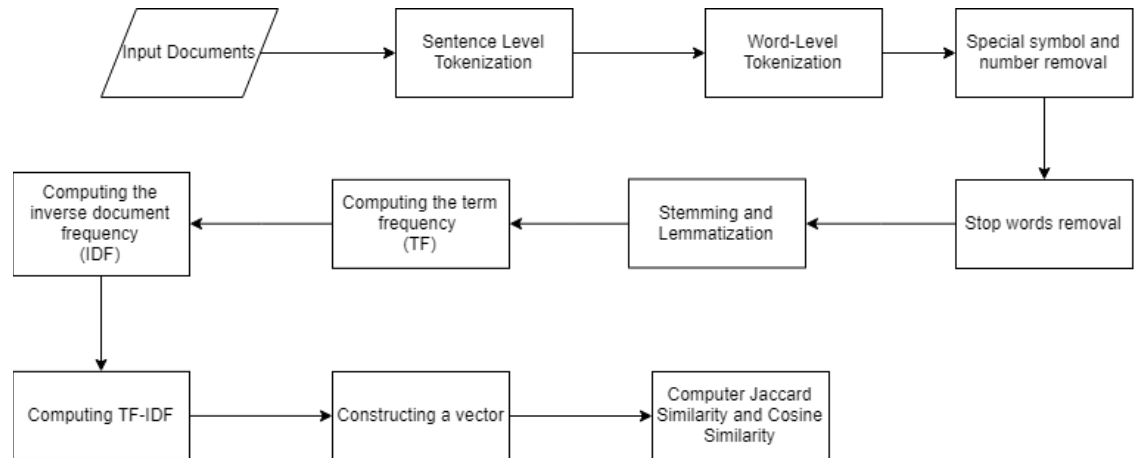 Input Documents
Sentence Level
Tokenization
Word-Level
Tokenization
Special symbol and
number removal
Stop words removal
Stemming and
Lemmatization
Computing the term
frequency
(TF)
Computing the
inverse document
frequency
(IDF)
Computing TF-IDF
Constructing a vector
Computer Jaccard
Similarity and Cosine
Similarity